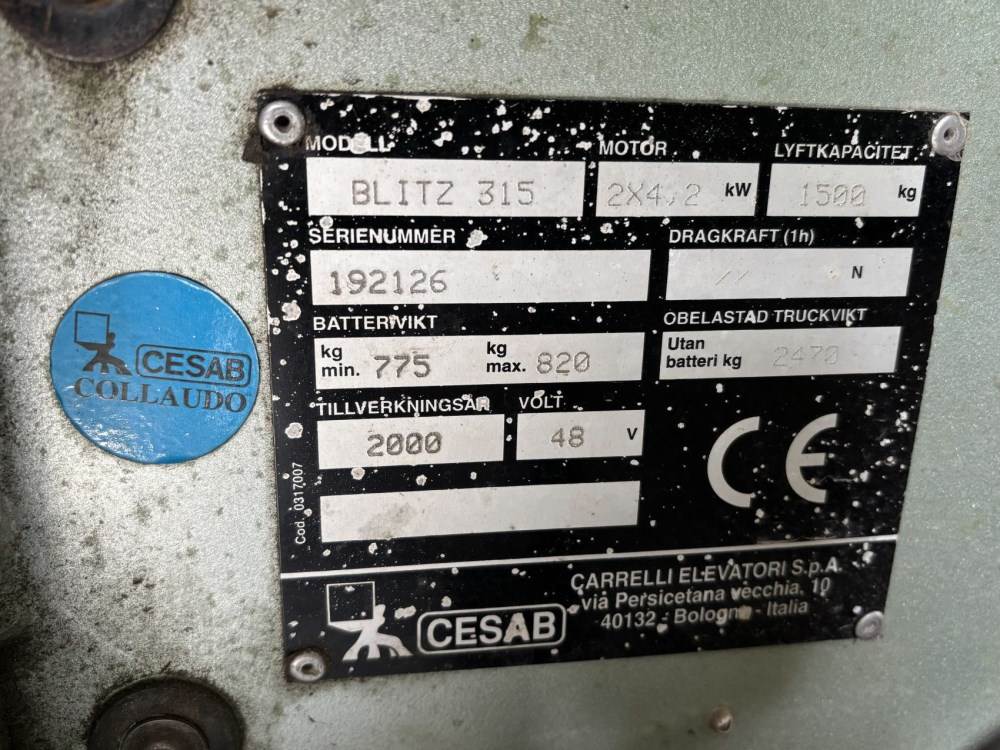 MODELL
MOTOR
LYFTKAPACITET
BLITZ 315
2X4,2 kW
1500 kg
SERIENUMMER
DRAGKRAFT (1h)
192126
// N
BATTERIVIKT
OBELASTAD TRUCKVIKT
kg min. 775
kg max. 820
Utan batteri kg 2470
TILLVERKNINGSÅR
VOLT
2000
48 V
CE
Cod. 0317007
CESAB
COLLAUDO
CESAB
CARRELLI ELEVATORI S.p.A.
via Persicetana vecchia, 10
40132 - Bologna - Italia